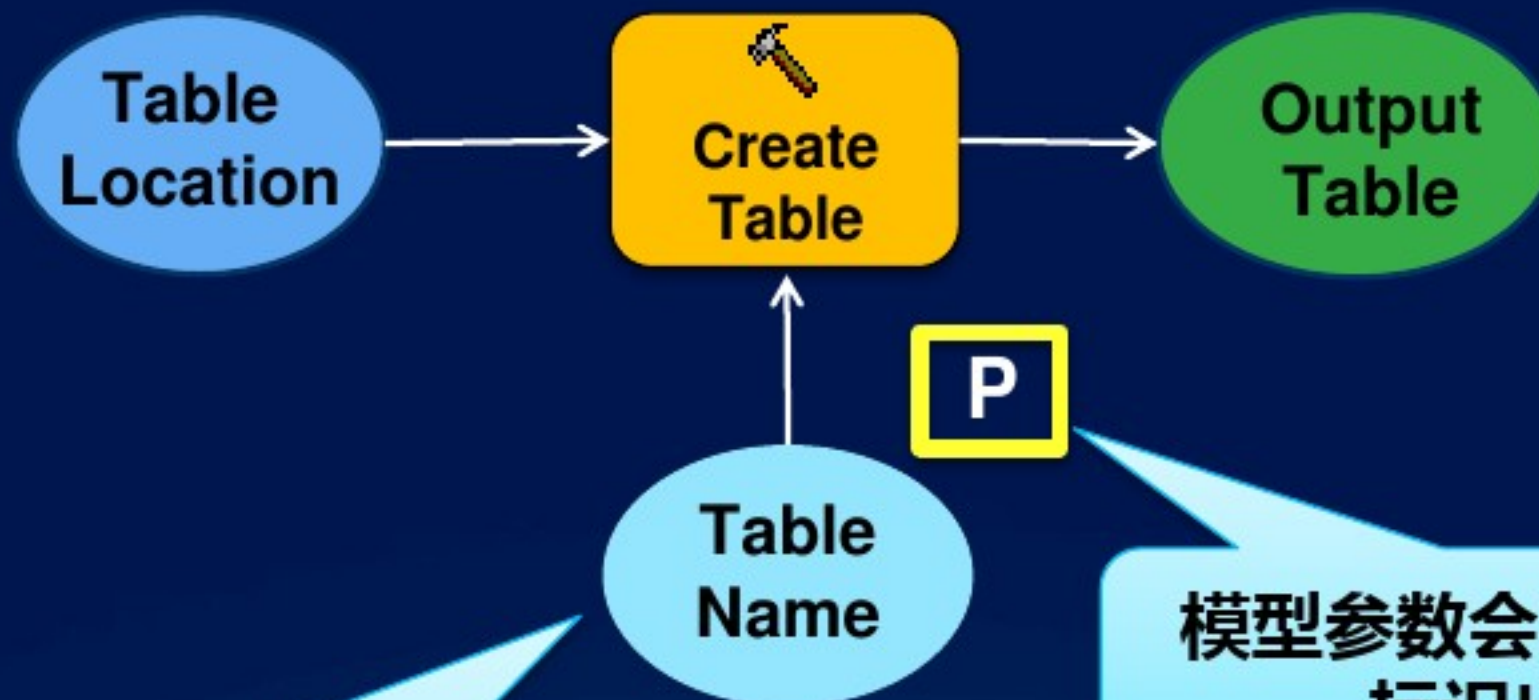 Table
Location
Create
Table
Output
Table
P
Table
Name
模型参数会